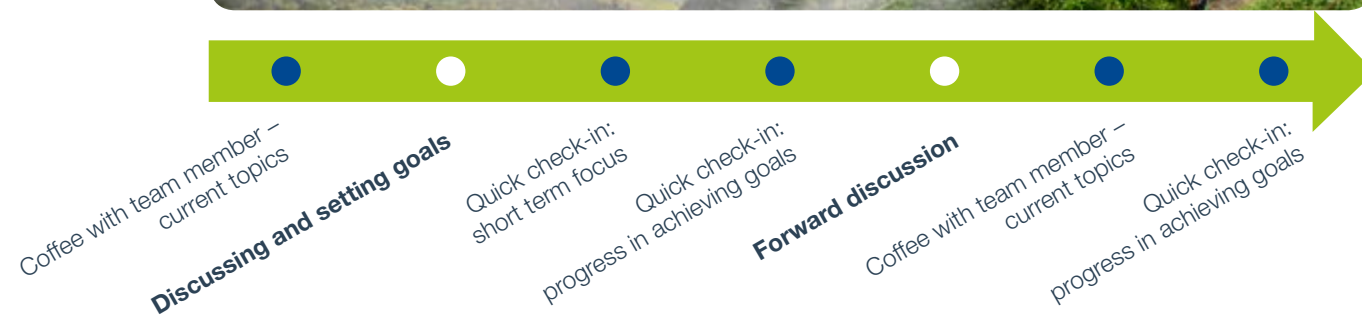 Coffee with team member –
current topics
Discussing and setting goals
Quick check-in:
short term focus
Quick check-in:
progress in achieving goals
Forward discussion
Coffee with team member –
current topics
Quick check-in:
progress in achieving goals